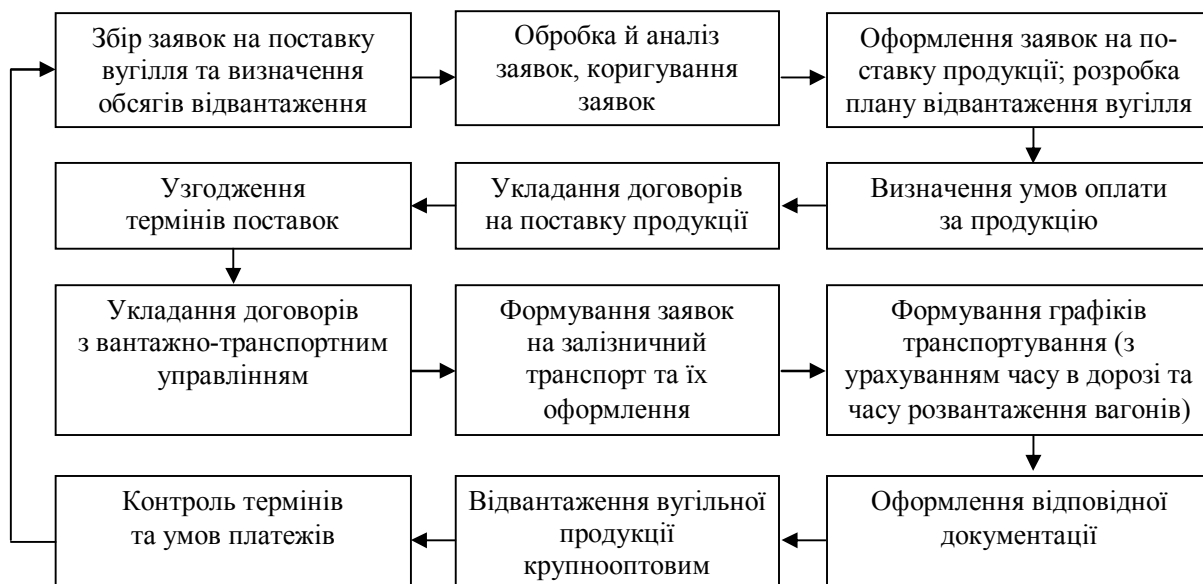 Збір заявок на поставку
вугілля та визначення
обсягів відвантаження
Обробка й аналіз
заявок, коригування
заявок
Оформлення заявок на по-
ставку продукції; розробка
плану відвантаження вугілля
Визначення умов оплати
за продукцію
Укладання договорів
на поставку продукції
Узгодження
термінів поставок
Укладання договорів
з вантажно-транспортним
управлінням
Формування заявок
на залізничний
транспорт та їх
оформлення
Формування графіків
транспортування (з
урахуванням часу в дорозі та
часу розвантаження вагонів)
Оформлення відповідної
документації
Відвантаження вугільної
продукції
крупнооптовим
Контроль термінів
та умов платежів